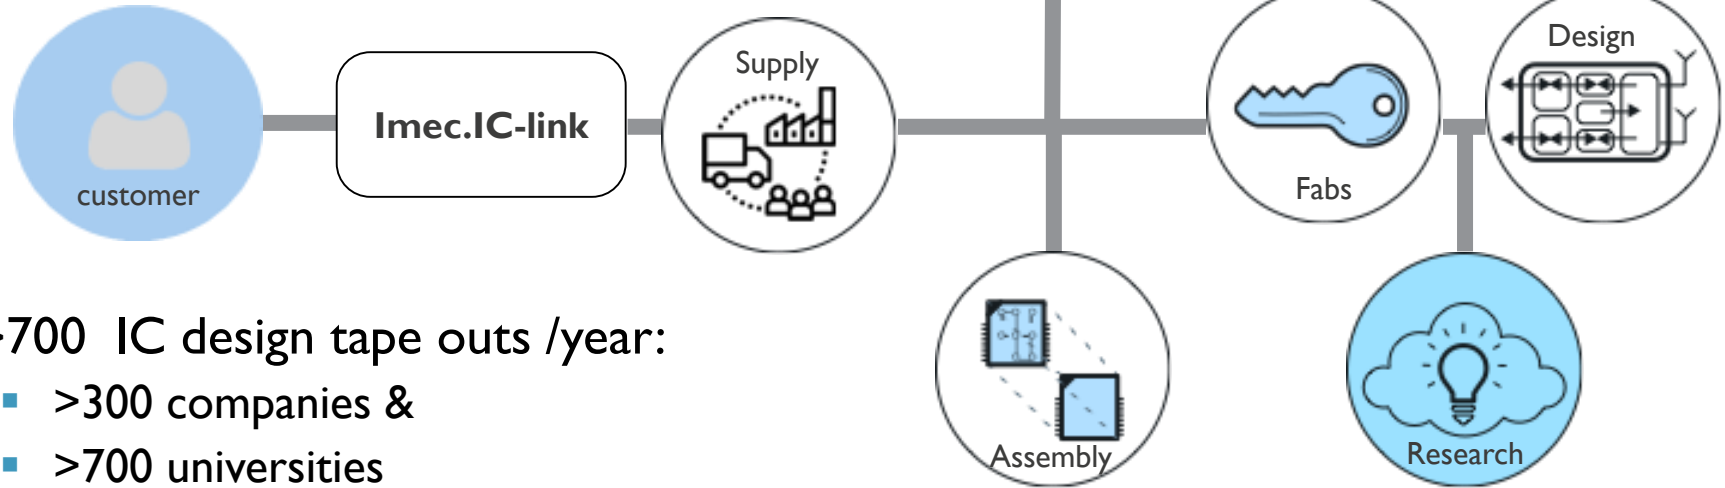 customer
Imec.IC-link
Supply
Fabs
Design
Assembly
Research
700 IC design tape outs /year:
▪ >300 companies &
▪ >700 universities